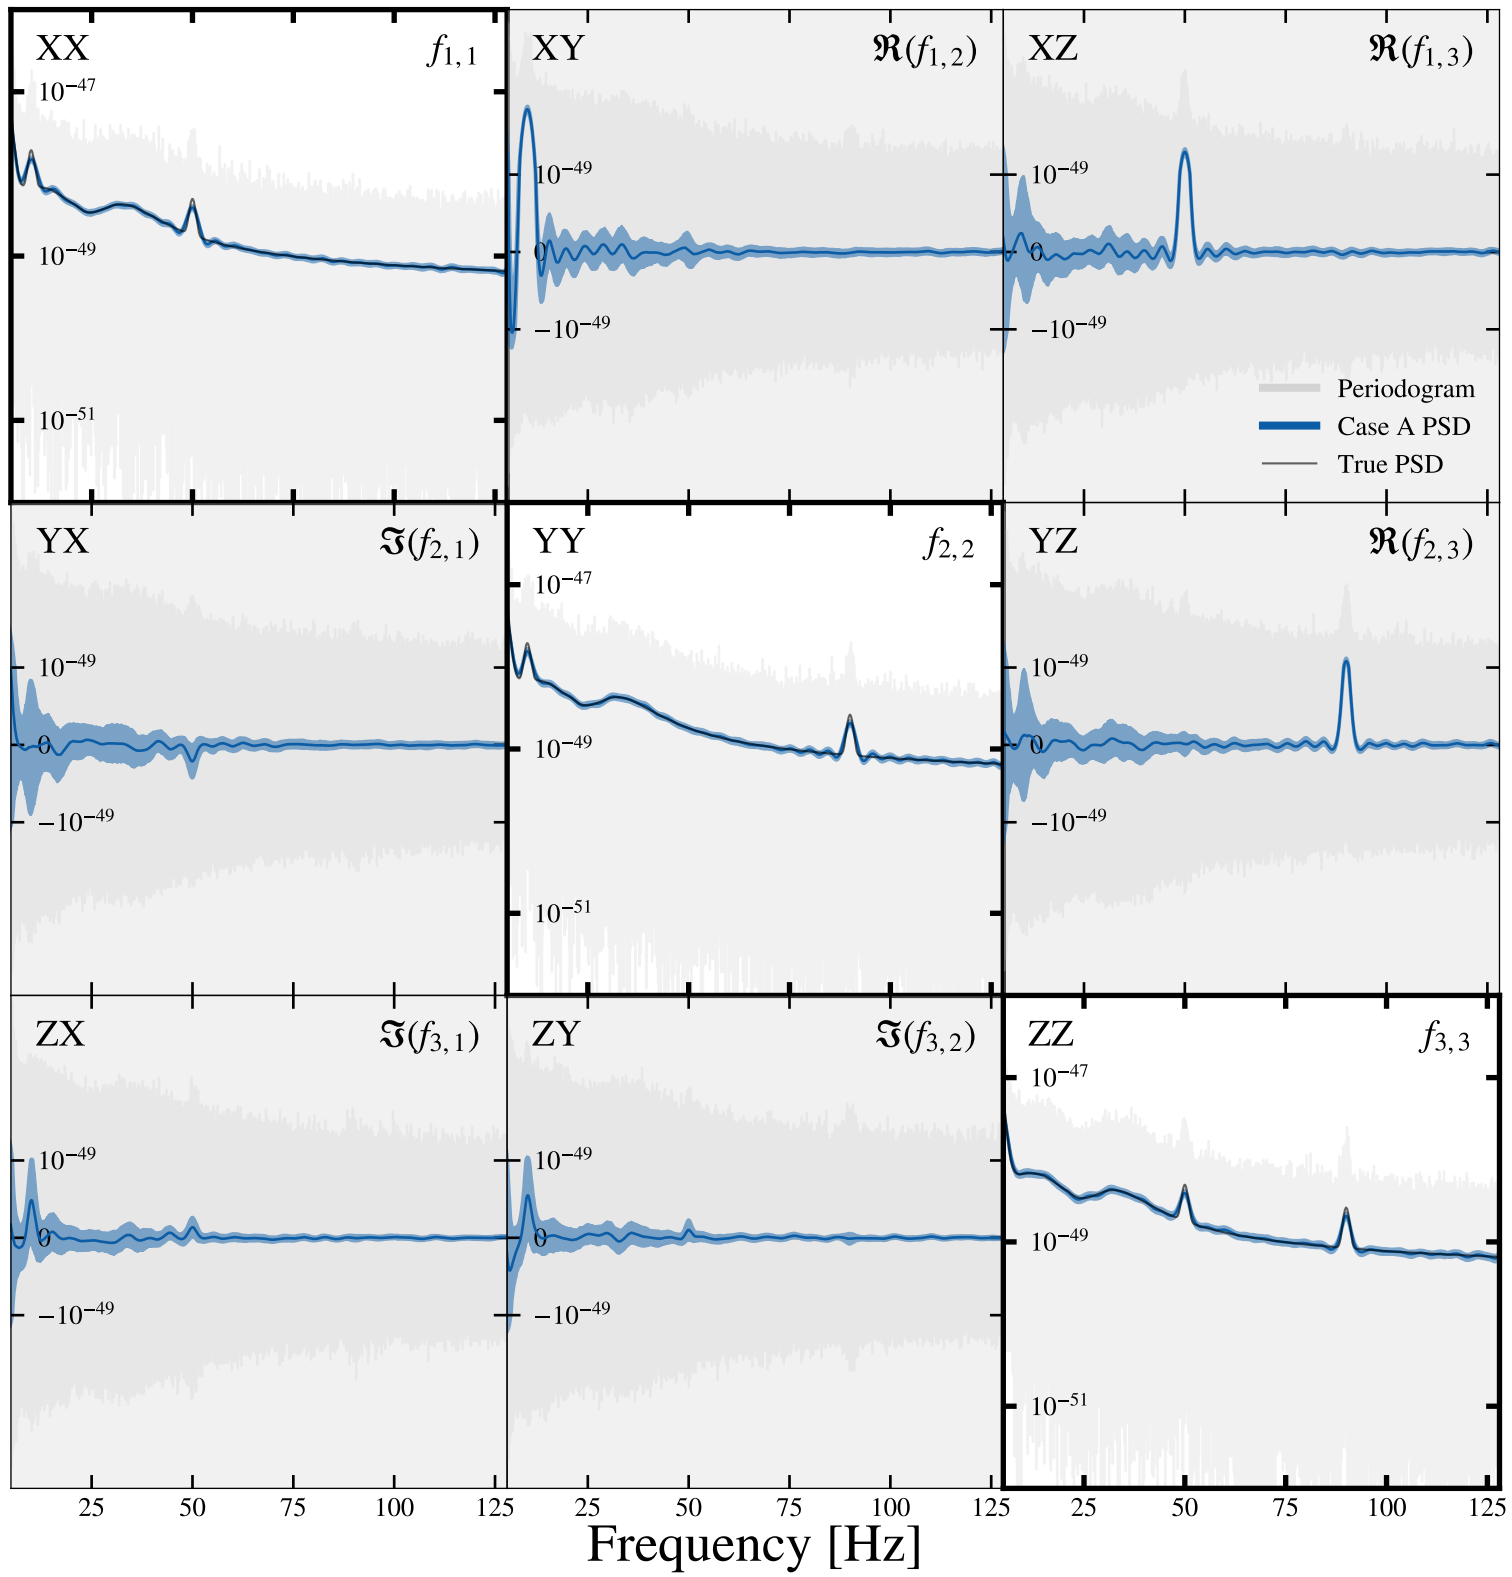 XX f₁,₁
10⁻⁴⁷
10⁻⁴⁹
10⁻⁵¹
XY ℜ(f₁,₂)
10⁻⁴⁹
0
−10⁻⁴⁹
XZ ℜ(f₁,₃)
10⁻⁴⁹
0
−10⁻⁴⁹
Periodogram
Case A PSD
True PSD
YX ℑ(f₂,₁)
10⁻⁴⁹
0
−10⁻⁴⁹
YY f₂,₂
10⁻⁴⁷
10⁻⁴⁹
10⁻⁵¹
YZ ℜ(f₂,₃)
10⁻⁴⁹
0
−10⁻⁴⁹
ZX ℑ(f₃,₁)
10⁻⁴⁹
0
−10⁻⁴⁹
ZY ℑ(f₃,₂)
10⁻⁴⁹
0
−10⁻⁴⁹
ZZ f₃,₃
10⁻⁴⁷
10⁻⁴⁹
10⁻⁵¹
25 50 75 100 125 25 50 75 100 125 25 50 75 100 125
Frequency [Hz]